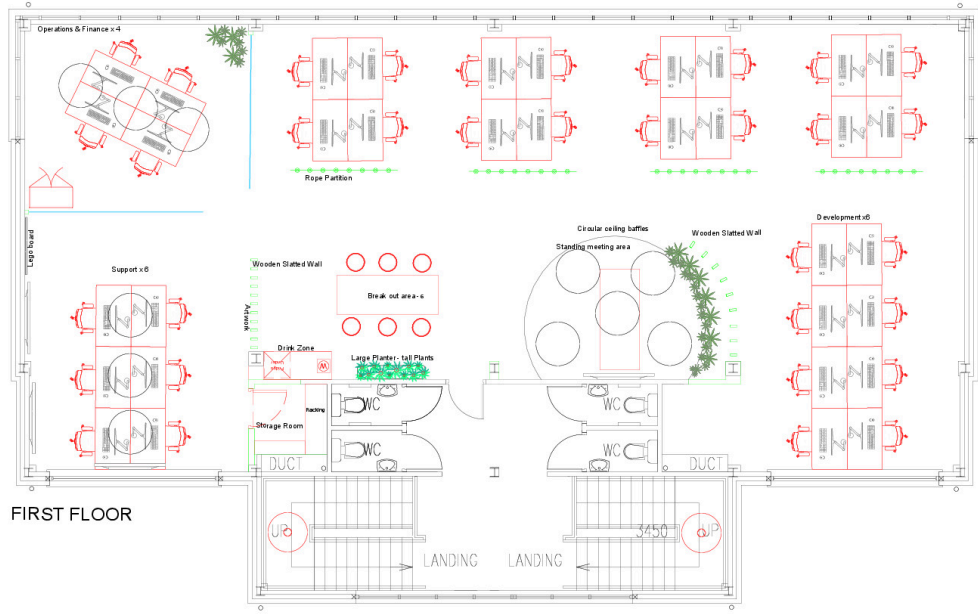 Operations & Finance x 4
Rope Partition
Lego board
Support x 6
Wooden Slatted Wall
Artwork
Break out area - 6
Circular ceiling baffles
Standing meeting area
Wooden Slatted Wall
Development x6
Drink Zone
Large Planter - tall Plants
W
Racking
Storage Room
WC
WC
WC
WC
DUCT
DUCT
FIRST FLOOR
UP
3450
UP
LANDING
LANDING